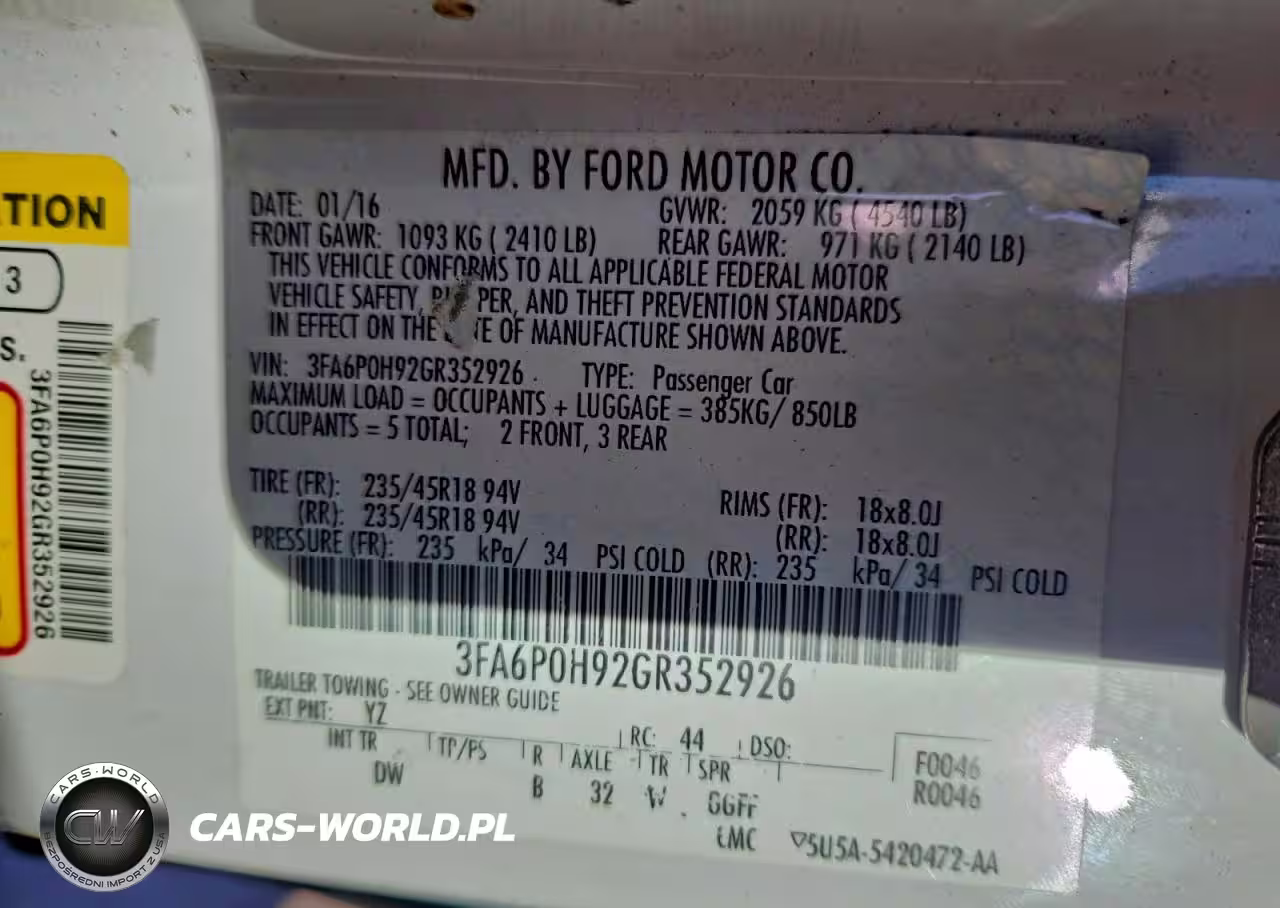 TION
3
S.
3FA6P0H92GR352926
MFD. BY FORD MOTOR CO.
DATE: 01/16 GVWR: 2059 KG ( 4540 LB)
FRONT GAWR: 1093 KG ( 2410 LB) REAR GAWR: 971 KG ( 2140 LB)
THIS VEHICLE CONFORMS TO ALL APPLICABLE FEDERAL MOTOR
VEHICLE SAFETY, PER, AND THEFT PREVENTION STANDARDS
IN EFFECT ON THE OF MANUFACTURE SHOWN ABOVE.
VIN: 3FA6P0H92GR352926 TYPE: Passenger Car
MAXIMUM LOAD = OCCUPANTS + LUGGAGE = 385KG/ 850LB
OCCUPANTS = 5 TOTAL; 2 FRONT, 3 REAR
TIRE (FR): 235/45R18 94V RIMS (FR): 18x8.0J
(RR): 235/45R18 94V (RR): 18x8.0J
PRESSURE (FR): 235 kPa/ 34 PSI COLD (RR): 235 kPa/ 34 PSI COLD
3FA6P0H92GR352926
TRAILER TOWING - SEE OWNER GUIDE
EXT PNT: YZ RC: 44 DSO:
INT TR TP/PS R AXLE TR SPR F0046
DW B 32 W GGFF R0046
EMC 5U5A-5420472-AA
CARS-WORLD
CW
BEZPOŚREDNI IMPORT Z USA
CARS-WORLD.PL